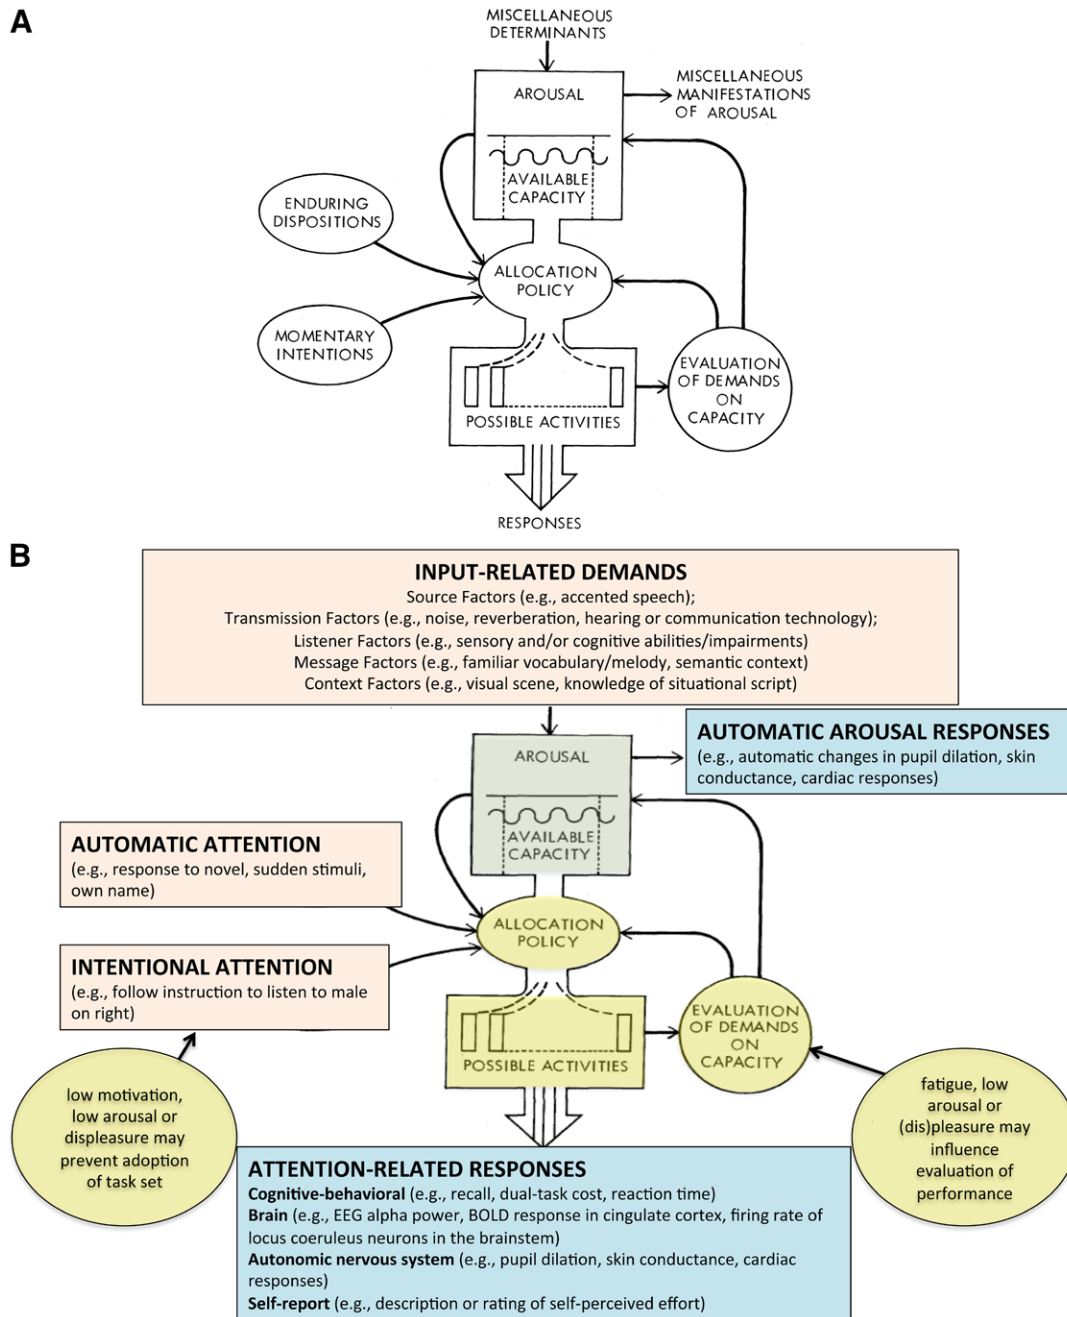 A
MISCELLANEOUS
DETERMINANTS
AROUSAL
MISCELLANEOUS
MANIFESTATIONS
OF AROUSAL
AVAILABLE
CAPACITY
ENDURING
DISPOSITIONS
ALLOCATION
POLICY
MOMENTARY
INTENTIONS
EVALUATION
OF DEMANDS
ON
CAPACITY
POSSIBLE ACTIVITIES
RESPONSES
B
INPUT-RELATED DEMANDS
Source Factors (e.g., accented speech);
Transmission Factors (e.g., noise, reverberation, hearing or communication technology);
Listener Factors (e.g., sensory and/or cognitive abilities/impairments)
Message Factors (e.g., familiar vocabulary/melody, semantic context)
Context Factors (e.g., visual scene, knowledge of situational script)
AROUSAL
AUTOMATIC AROUSAL RESPONSES
(e.g., automatic changes in pupil dilation, skin
conductance, cardiac responses)
AVAILABLE
CAPACITY
AUTOMATIC ATTENTION
(e.g., response to novel, sudden stimuli,
own name)
ALLOCATION
POLICY
INTENTIONAL ATTENTION
(e.g., follow instruction to listen to male
on right)
EVALUATION
OF DEMANDS
ON
CAPACITY
POSSIBLE ACTIVITIES
low motivation,
low arousal or
displeasure may
prevent adoption
of task set
fatigue, low
arousal or
(dis)pleasure may
influence
evaluation of
performance
ATTENTION-RELATED RESPONSES
Cognitive-behavioral (e.g., recall, dual-task cost, reaction time)
Brain (e.g., EEG alpha power, BOLD response in cingulate cortex, firing rate of
locus coeruleus neurons in the brainstem)
Autonomic nervous system (e.g., pupil dilation, skin conductance, cardiac
responses)
Self-report (e.g., description or rating of self-perceived effort)